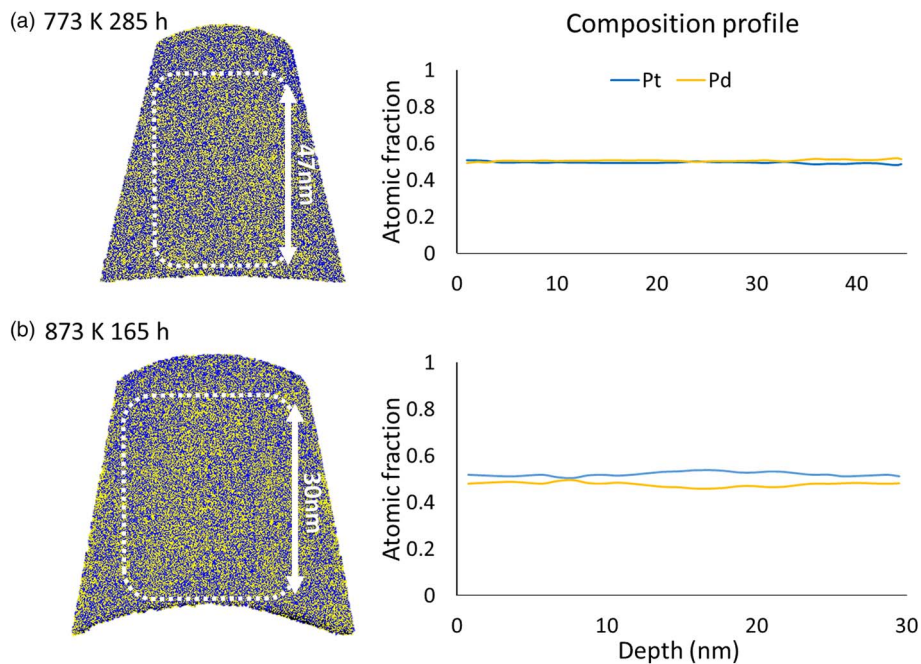 (a) 773 K 285 h
Composition profile
Pt
Pd
1
0.8
0.6
0.4
0.2
0
Atomic fraction
0
10
20
30
40
47nm
(b) 873 K 165 h
1
0.8
0.6
0.4
0.2
0
Atomic fraction
0
10
20
30
Depth (nm)
30nm